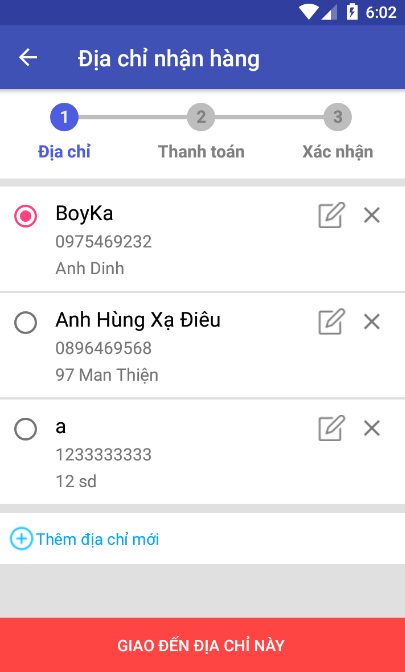 6:02
Địa chỉ nhận hàng
1 2 3
Địa chỉ Thanh toán Xác nhận
BoyKa
0975469232
Anh Dinh
Anh Hùng Xạ Điêu
0896469568
97 Man Thiện
a
1233333333
12 sd
Thêm địa chỉ mới
GIAO ĐẾN ĐỊA CHỈ NÀY